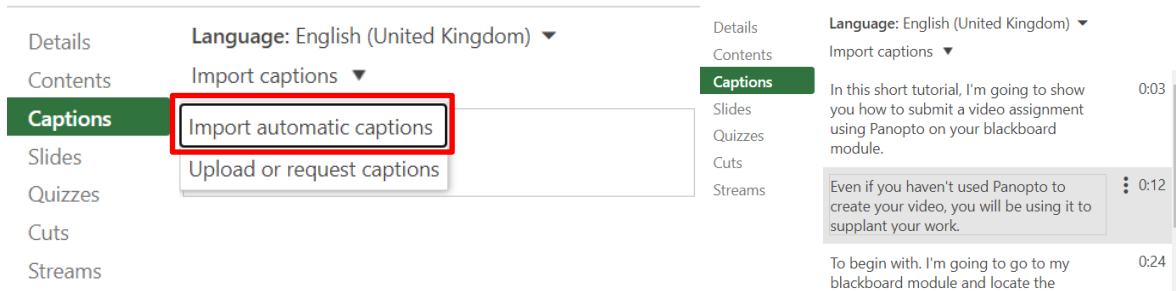 Details
Contents
Captions
Slides
Quizzes
Cuts
Streams
Language: English (United Kingdom)
Import captions
Import automatic captions
Upload or request captions
Details
Contents
Captions
Slides
Quizzes
Cuts
Streams
Language: English (United Kingdom)
Import captions
In this short tutorial, I'm going to show
you how to submit a video assignment
using Panopto on your blackboard
module.
0:03
Even if you haven't used Panopto to
create your video, you will be using it to
supplant your work.
0:12
To begin with. I'm going to go to my
blackboard module and locate the
0:24